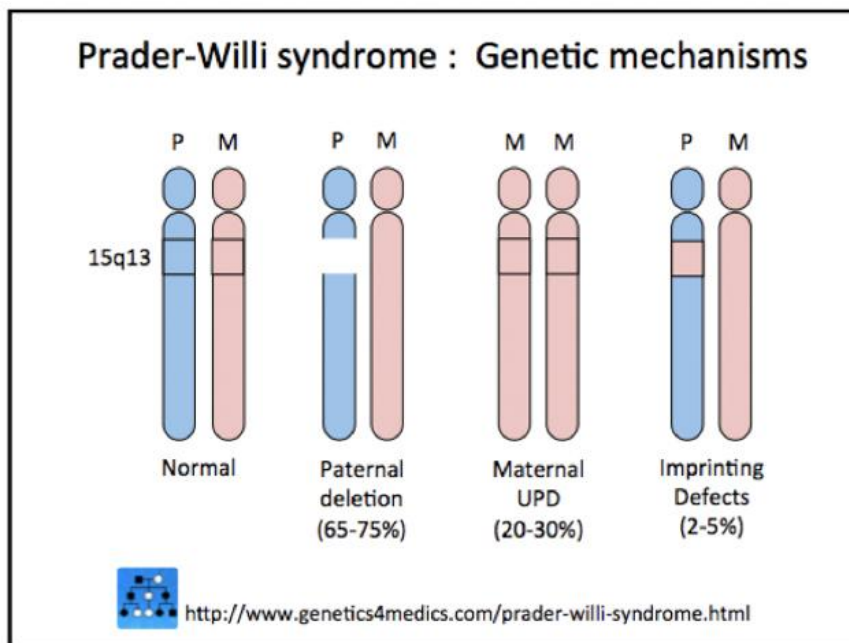 Prader-Willi syndrome : Genetic mechanisms
P M P M M M P M
15q13
Normal
Paternal
deletion
(65-75%)
Maternal
UPD
(20-30%)
Imprinting
Defects
(2-5%)
http://www.genetics4medics.com/prader-willi-syndrome.html